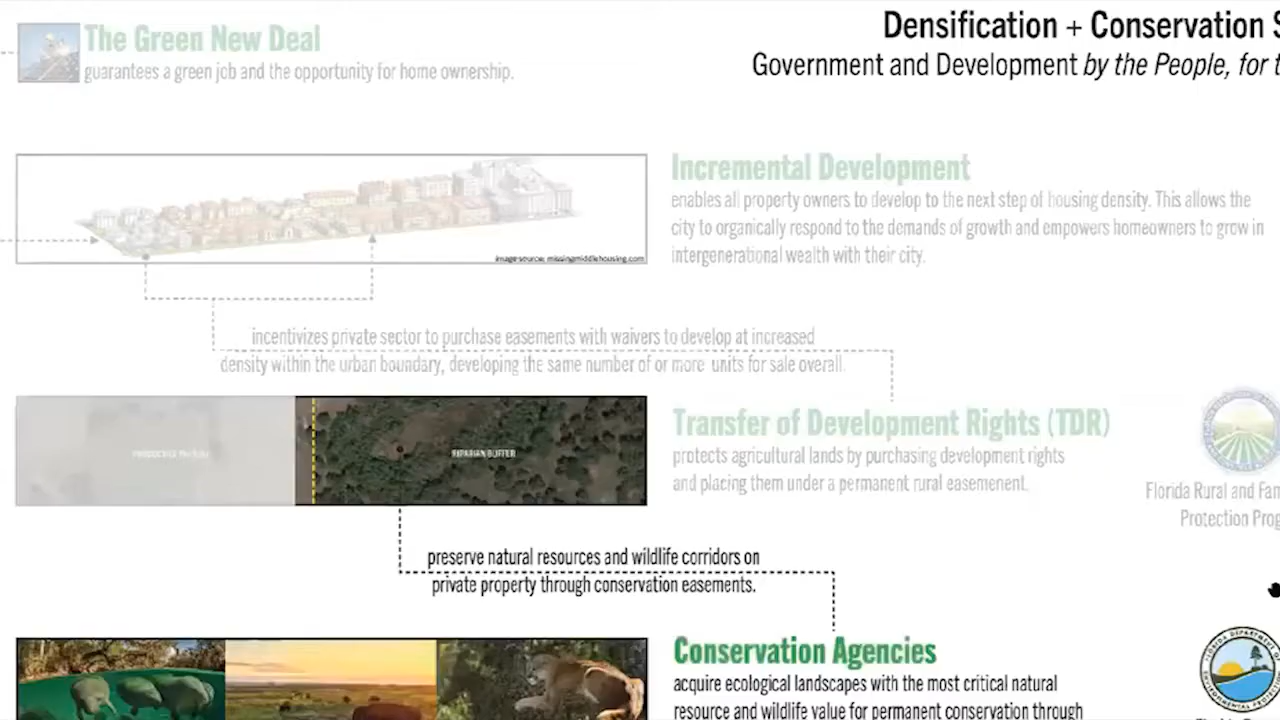 Densification + Conservation S
Government and Development by the People, for t
The Green New Deal
guarantees a green job and the opportunity for home ownership.
image source: missingmiddlehousing.com
Incremental Development
enables all property owners to develop to the next step of housing density. This allows the
city to organically respond to the demands of growth and empowers homeowners to grow in
intergenerational wealth with their city.
incentivizes private sector to purchase easements with waivers to develop at increased
density within the urban boundary, developing the same number of or more units for sale overall.
RIPARIAN BUFFER
Transfer of Development Rights (TDR)
protects agricultural lands by purchasing development rights
and placing them under a permanent rural easemenent.
Florida Rural and Fam
Protection Prog
preserve natural resources and wildlife corridors on
private property through conservation easements.
Conservation Agencies
acquire ecological landscapes with the most critical natural
resource and wildlife value for permanent conservation through